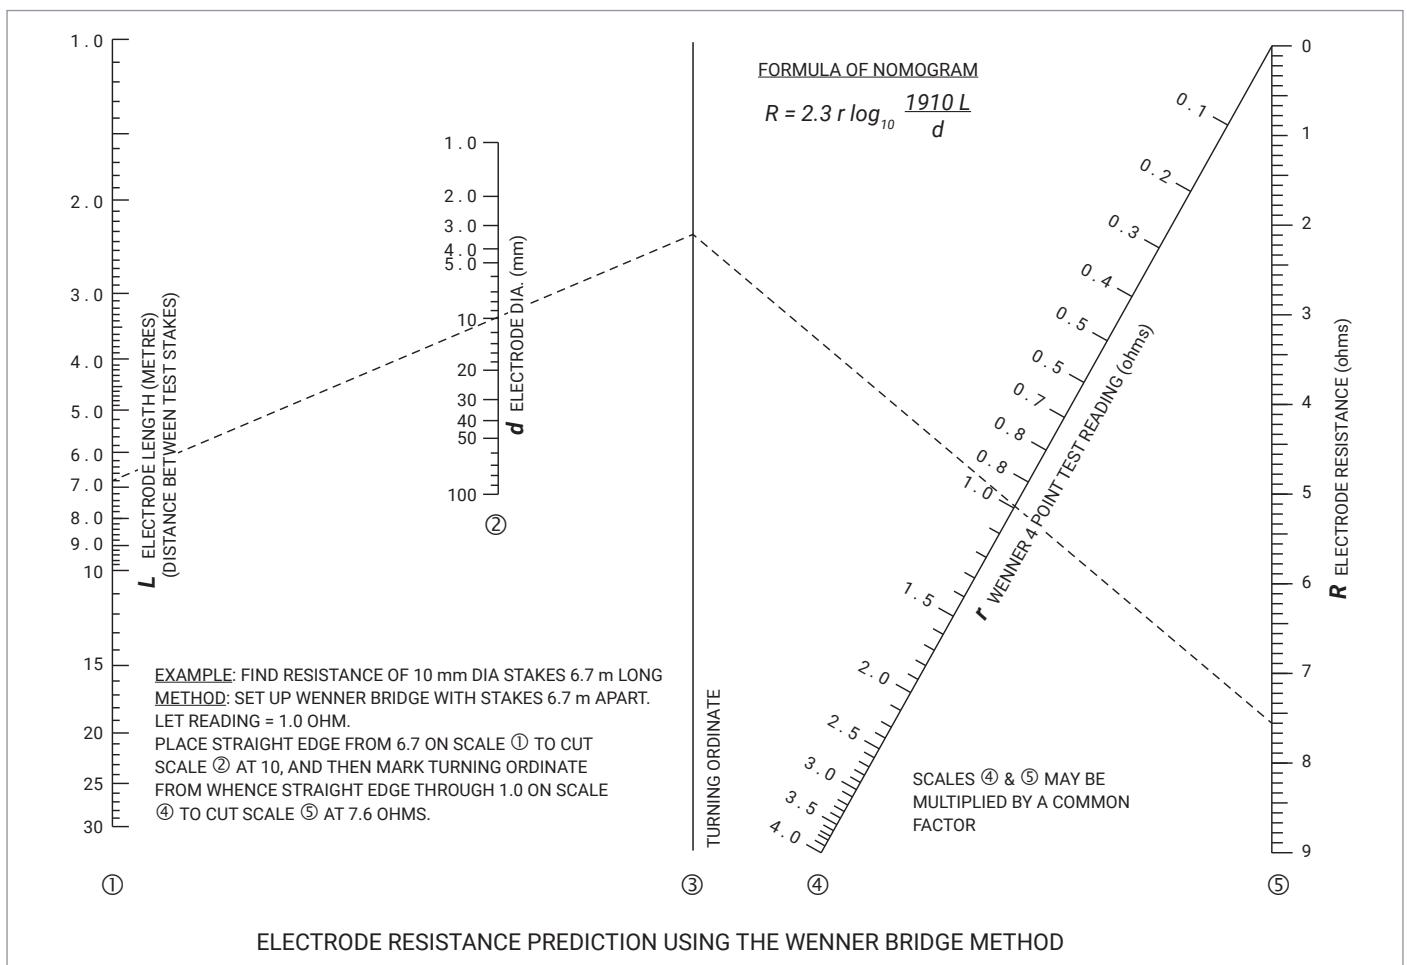 FORMULA OF NOMOGRAM
R = 2.3 r log10 1910 L / d
1.0
2.0
3.0
4.0
5.0
6.0
7.0
8.0
9.0
10
15
20
25
30
L ELECTRODE LENGTH (METRES)
(DISTANCE BETWEEN TEST STAKES)
1.0
2.0
3.0
4.0
5.0
10
20
30
40
50
100
d ELECTRODE DIA. (mm)
②
TURNING ORDINATE
0.1
0.2
0.3
0.4
0.5
0.5
0.7
0.8
0.8
1.0
1.5
2.0
2.5
3.0
3.5
4.0
r WENNER 4 POINT TEST READING (ohms)
0
1
2
3
4
5
6
7
8
9
R ELECTRODE RESISTANCE (ohms)
EXAMPLE: FIND RESISTANCE OF 10 mm DIA STAKES 6.7 m LONG
METHOD: SET UP WENNER BRIDGE WITH STAKES 6.7 m APART.
LET READING = 1.0 OHM.
PLACE STRAIGHT EDGE FROM 6.7 ON SCALE ① TO CUT
SCALE ② AT 10, AND THEN MARK TURNING ORDINATE
FROM WHENCE STRAIGHT EDGE THROUGH 1.0 ON SCALE
④ TO CUT SCALE ⑤ AT 7.6 OHMS.
SCALES ④ & ⑤ MAY BE
MULTIPLIED BY A COMMON
FACTOR
① ③ ④ ⑤
ELECTRODE RESISTANCE PREDICTION USING THE WENNER BRIDGE METHOD